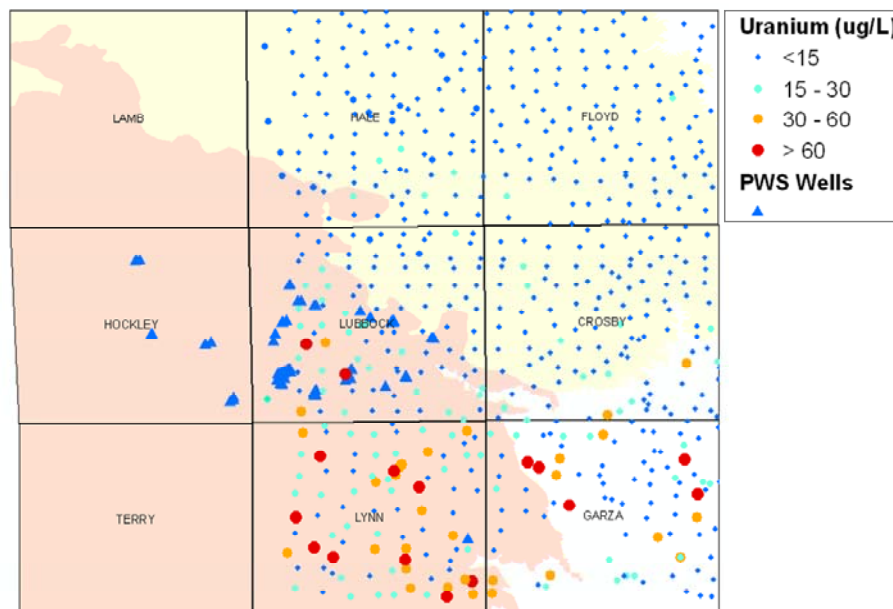 Uranium (ug/L)
<15
15 - 30
30 - 60
> 60
PWS Wells
LAMB
HALE
FLOYD
HOCKLEY
LUBBOCK
CROSBY
TERRY
LYNN
GARZA